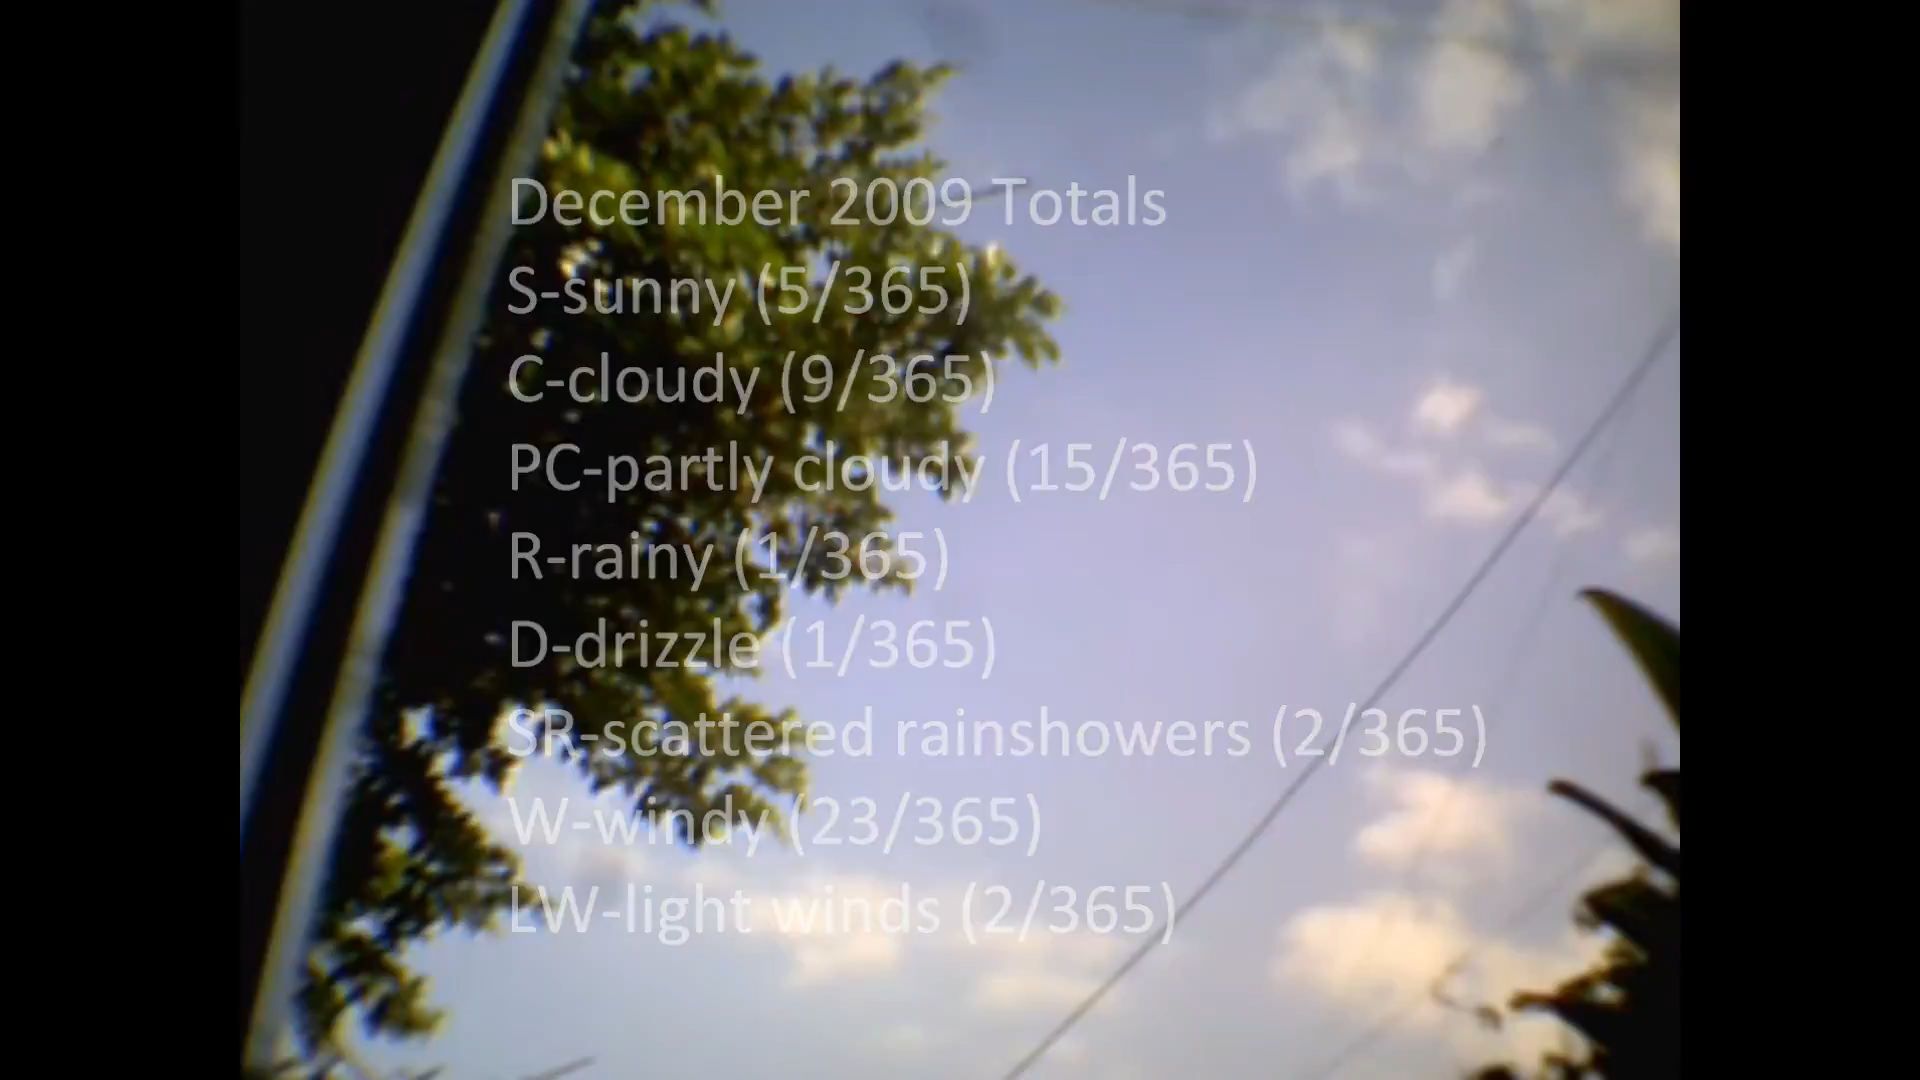 December 2009 Totals
S-sunny (5/365)
C-cloudy (9/365)
PC-partly cloudy (15/365)
R-rainy (1/365)
D-drizzle (1/365)
SR-scattered rainshowers (2/365)
W-windy (23/365)
LW-light winds (2/365)